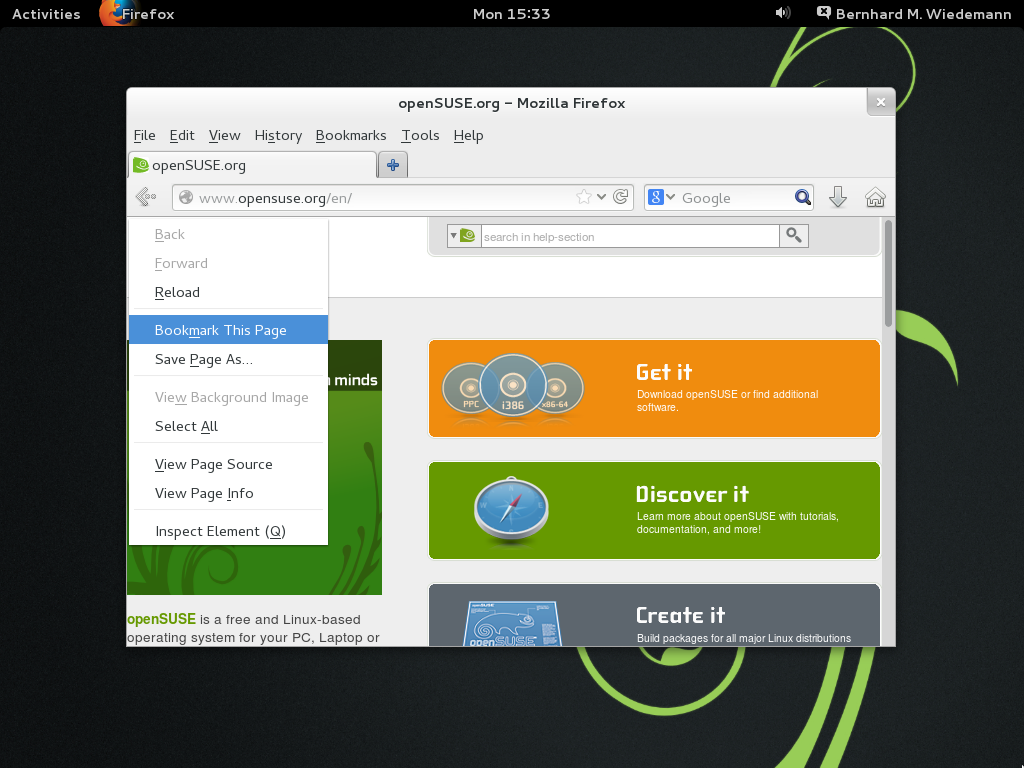 Activities Firefox Mon 15:33 Bernhard M. Wiedemann
openSUSE.org – Mozilla Firefox
File Edit View History Bookmarks Tools Help
openSUSE.org
www.opensuse.org/en/ 8 Google
search in help-section
Back
Forward
Reload
Bookmark This Page
Save Page As...
View Background Image
Select All
View Page Source
View Page Info
Inspect Element (Q)
minds
openSUSE is free and Linux-based
operating system for your PC, Laptop or
PPC i386 x86-64
Get it
Download openSUSE or find additional
software.
Discover it
Learn more about openSUSE with tutorials,
documentation, and more!
openSUSE
Create it
Build packages for all major Linux distributions